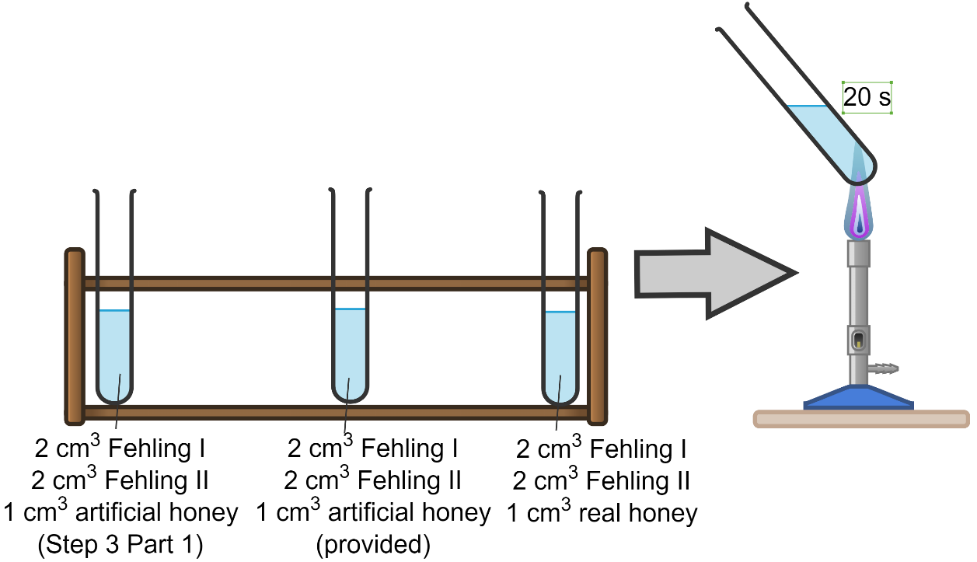 20 s
2 cm³ Fehling I
2 cm³ Fehling II
1 cm³ artificial honey
(Step 3 Part 1)
2 cm³ Fehling I
2 cm³ Fehling II
1 cm³ artificial honey
(provided)
2 cm³ Fehling I
2 cm³ Fehling II
1 cm³ real honey